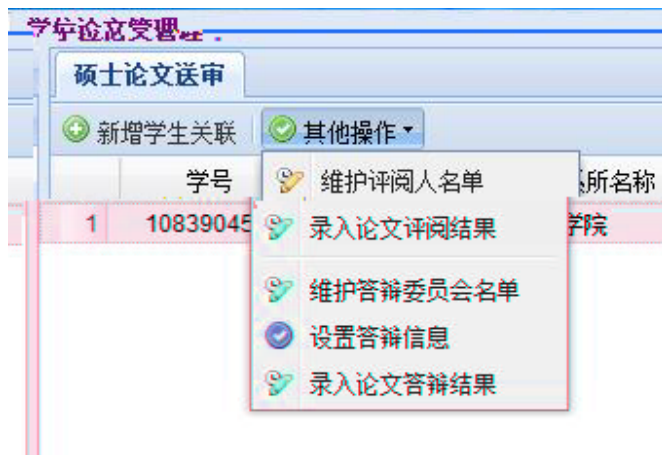 学位论文管理
硕士论文送审
新增学生关联 其他操作
学号 所名称
1 10839045 学院
维护评阅人名单
录入论文评阅结果
维护答辩委员会名单
设置答辩信息
录入论文答辩结果